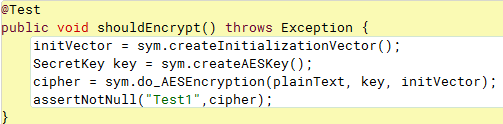 @Test
public void shouldEncrypt() throws Exception {
    initVector = sym.createInitializationVector();
    SecretKey key = sym.createAESKey();
    cipher = sym.do_AESEncryption(plainText, key, initVector);
    assertNotNull("Test1",cipher);
}